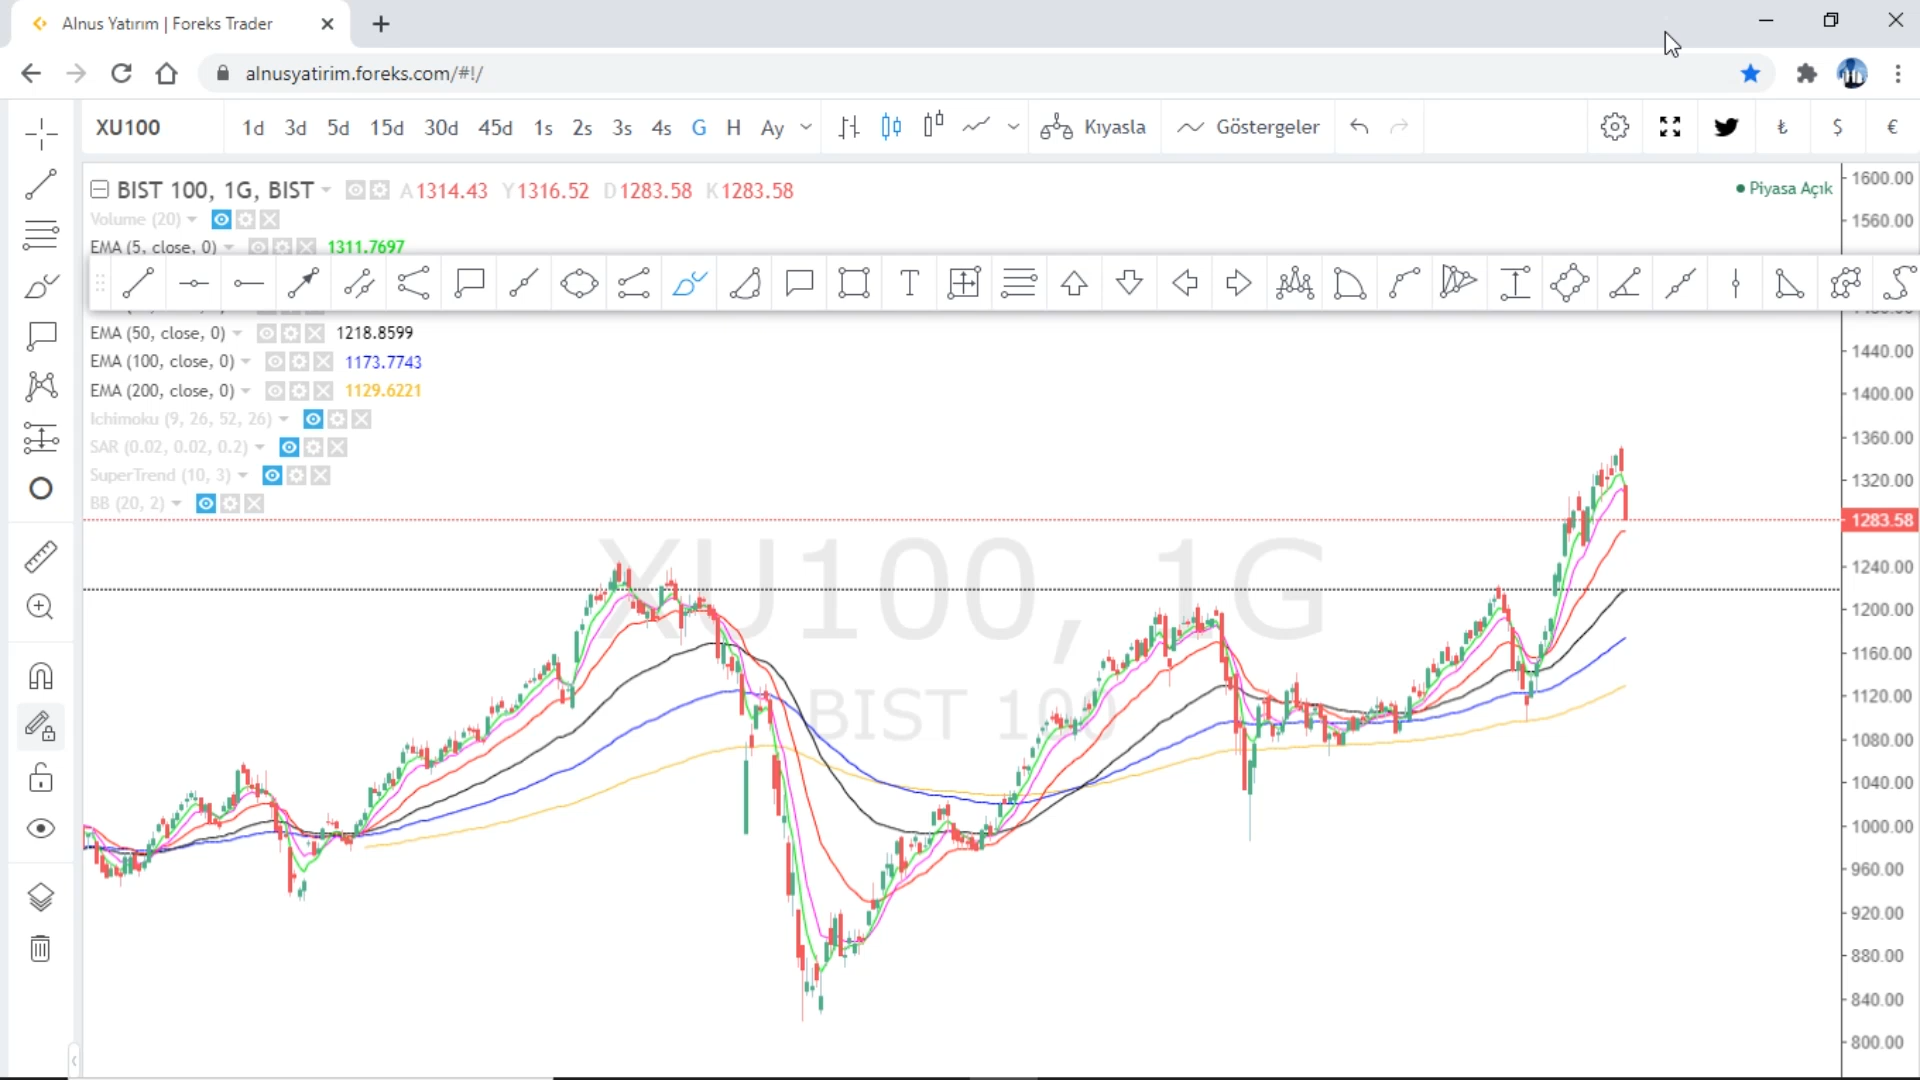 Alnus Yatırım | Foreks Trader
alnusyatirim.foreks.com/#!/
XU100 1d 3d 5d 15d 30d 45d 1s 2s 3s 4s G H Ay Kıyasla Göstergeler ₺ $ €
BIST 100, 1G, BIST A1314.43 Y1316.52 D1283.58 K1283.58
Piyasa Açık
Volume (20)
EMA (5, close, 0) 1311.7697
T
EMA (50, close, 0) 1218.8599
EMA (100, close, 0) 1173.7743
EMA (200, close, 0) 1129.6221
Ichimoku (9, 26, 52, 26)
SAR (0.02, 0.02, 0.2)
SuperTrend (10, 3)
BB (20, 2)
XU100, 1G
BIST 100
1600.00
1560.00
1440.00
1400.00
1360.00
1320.00
1283.58
1240.00
1200.00
1160.00
1120.00
1080.00
1040.00
1000.00
960.00
920.00
880.00
840.00
800.00